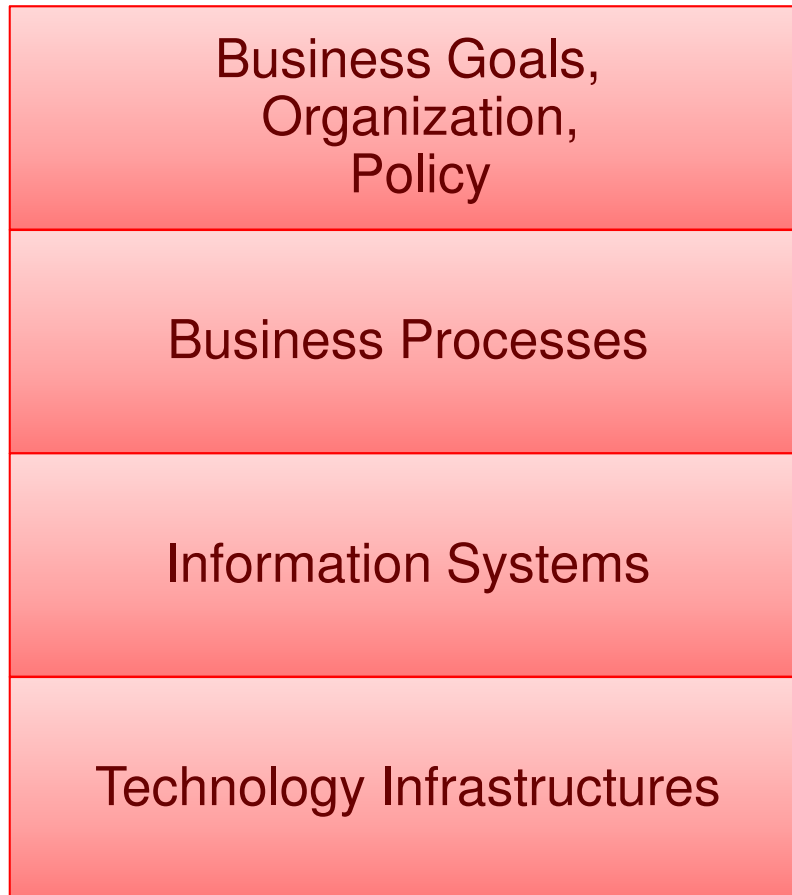 Business Goals,
Organization,
Policy
Business Processes
Information Systems
Technology Infrastructures